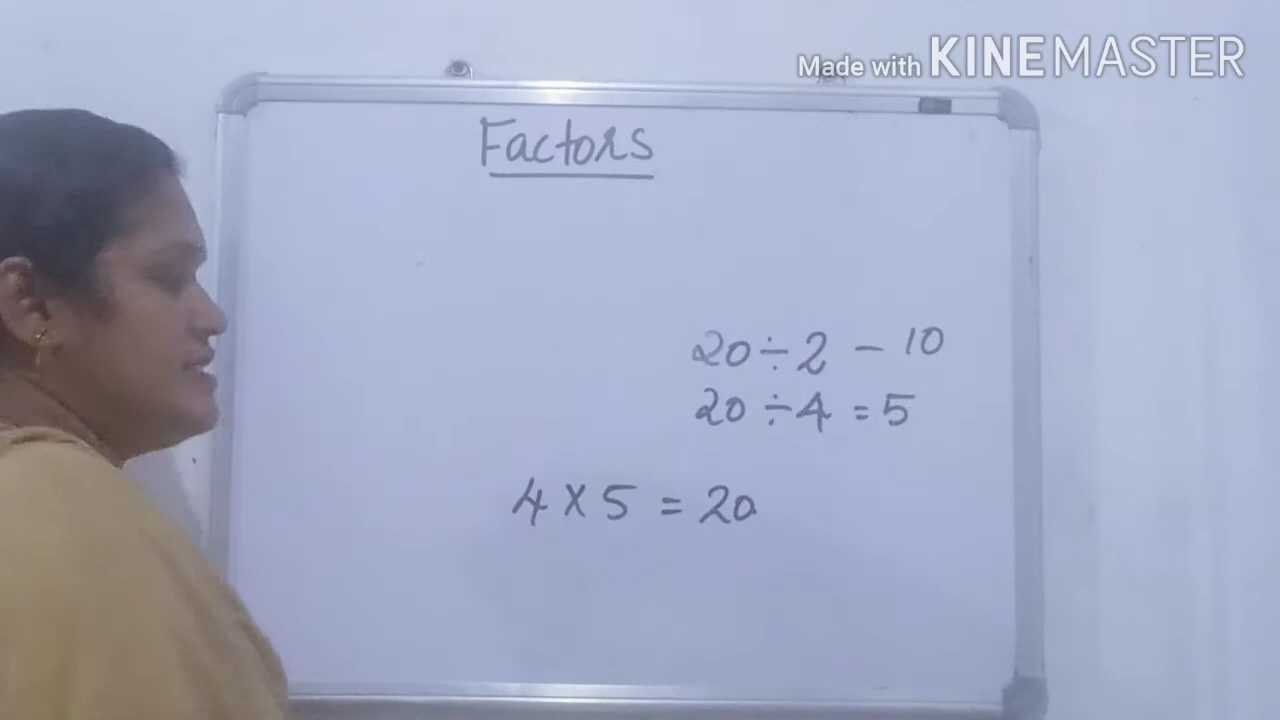 Made with KINEMASTER
Factors
20 ÷ 2 - 10
20 ÷ 4 = 5
4 x 5 = 20